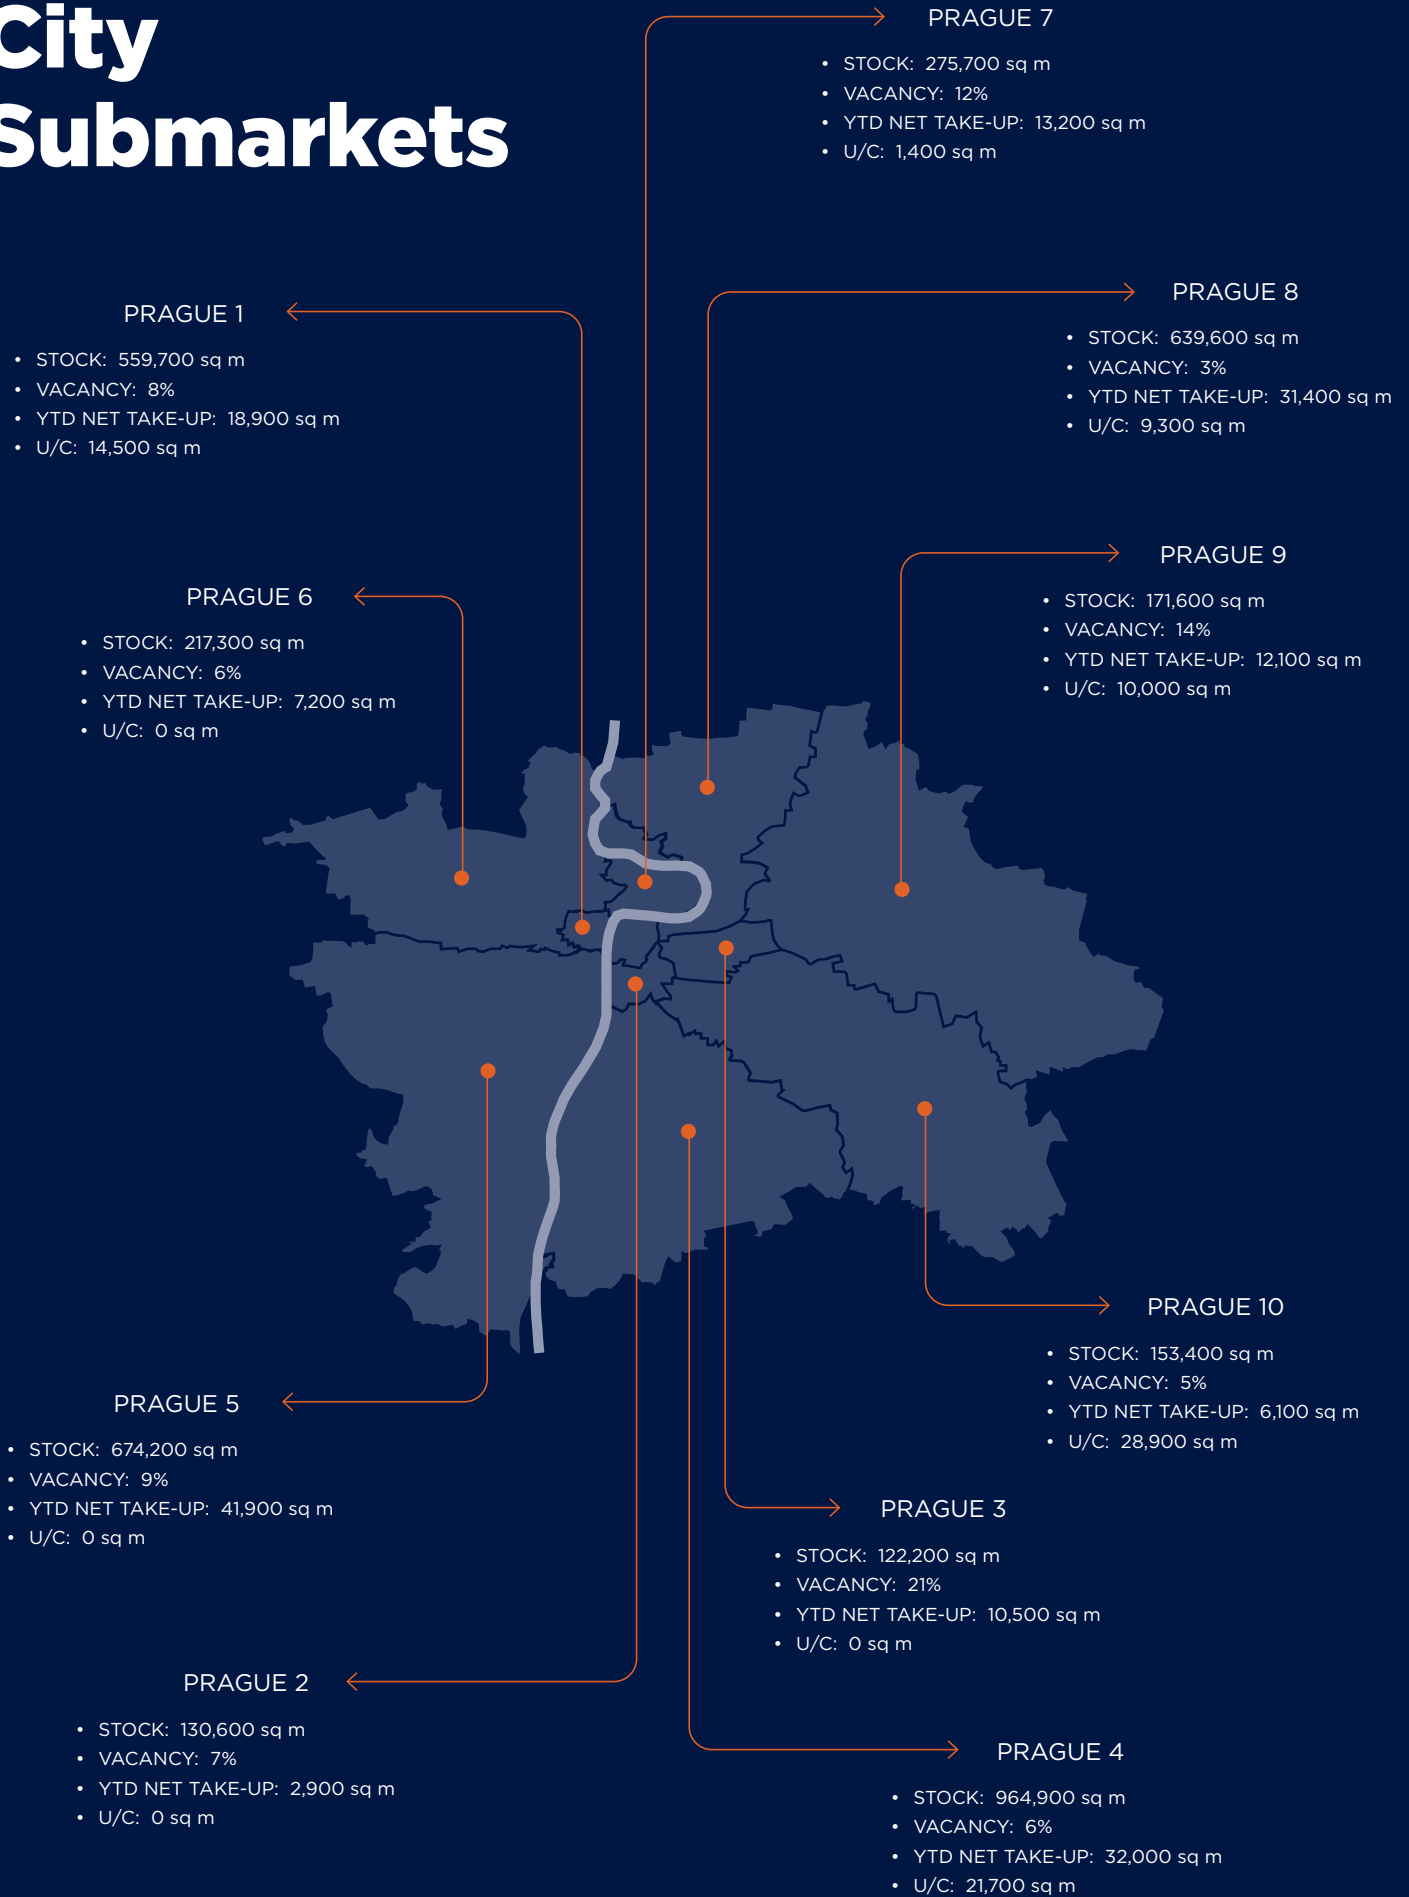 City
Submarkets
PRAGUE 7
• STOCK: 275,700 sq m
• VACANCY: 12%
• YTD NET TAKE-UP: 13,200 sq m
• U/C: 1,400 sq m
PRAGUE 8
• STOCK: 639,600 sq m
• VACANCY: 3%
• YTD NET TAKE-UP: 31,400 sq m
• U/C: 9,300 sq m
PRAGUE 1
• STOCK: 559,700 sq m
• VACANCY: 8%
• YTD NET TAKE-UP: 18,900 sq m
• U/C: 14,500 sq m
PRAGUE 9
• STOCK: 171,600 sq m
• VACANCY: 14%
• YTD NET TAKE-UP: 12,100 sq m
• U/C: 10,000 sq m
PRAGUE 6
• STOCK: 217,300 sq m
• VACANCY: 6%
• YTD NET TAKE-UP: 7,200 sq m
• U/C: 0 sq m
PRAGUE 10
• STOCK: 153,400 sq m
• VACANCY: 5%
• YTD NET TAKE-UP: 6,100 sq m
• U/C: 28,900 sq m
PRAGUE 5
• STOCK: 674,200 sq m
• VACANCY: 9%
• YTD NET TAKE-UP: 41,900 sq m
• U/C: 0 sq m
PRAGUE 3
• STOCK: 122,200 sq m
• VACANCY: 21%
• YTD NET TAKE-UP: 10,500 sq m
• U/C: 0 sq m
PRAGUE 2
• STOCK: 130,600 sq m
• VACANCY: 7%
• YTD NET TAKE-UP: 2,900 sq m
• U/C: 0 sq m
PRAGUE 4
• STOCK: 964,900 sq m
• VACANCY: 6%
• YTD NET TAKE-UP: 32,000 sq m
• U/C: 21,700 sq m